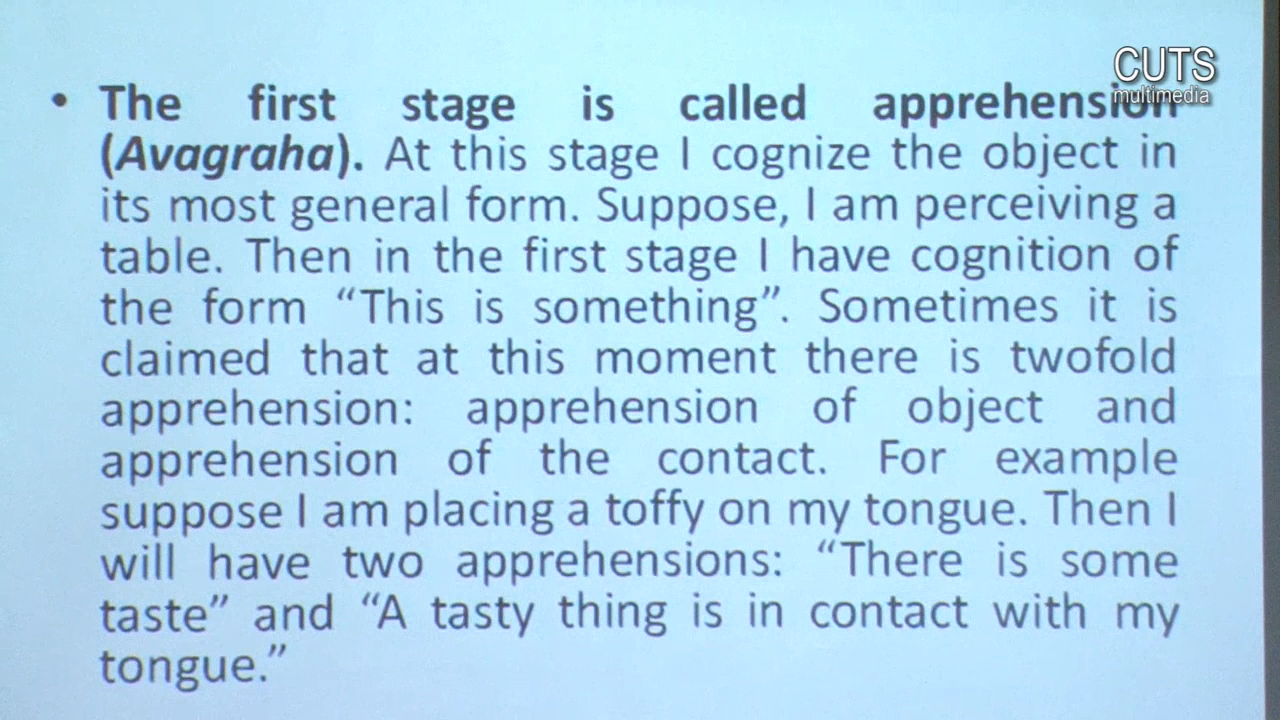 CUTS
multimedia
• The first stage is called apprehension
(Avagraha). At this stage I cognize the object in
its most general form. Suppose, I am perceiving a
table. Then in the first stage I have cognition of
the form “This is something”. Sometimes it is
claimed that at this moment there is twofold
apprehension: apprehension of object and
apprehension of the contact. For example
suppose I am placing a toffy on my tongue. Then I
will have two apprehensions: “There is some
taste” and “A tasty thing is in contact with my
tongue.”